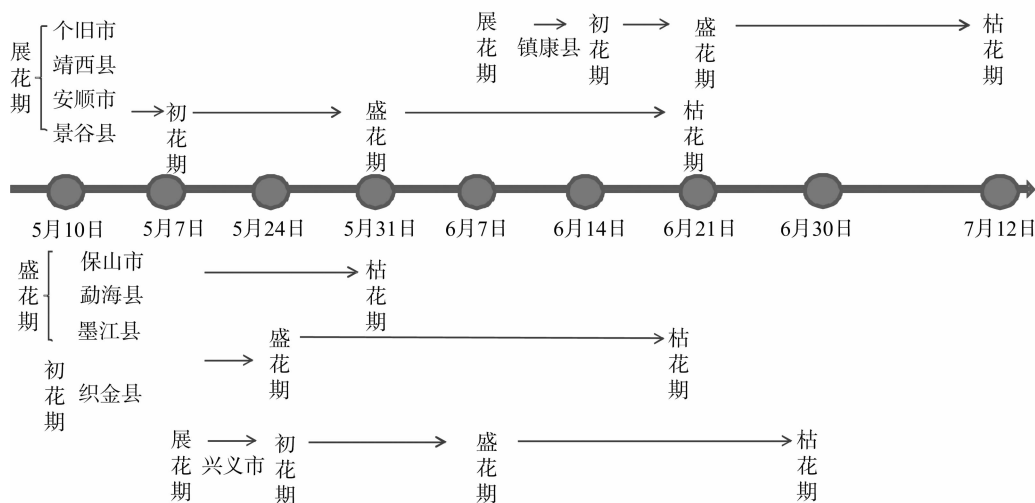 展花期
个旧市
靖西县
安顺市
景谷县
初花期
盛花期
枯花期
展花期
镇康县
初花期
盛花期
枯花期
5月10日
5月7日
5月24日
5月31日
6月7日
6月14日
6月21日
6月30日
7月12日
盛花期
保山市
勐海县
墨江县
枯花期
初花期
织金县
盛花期
枯花期
展花期
兴义市
初花期
盛花期
枯花期